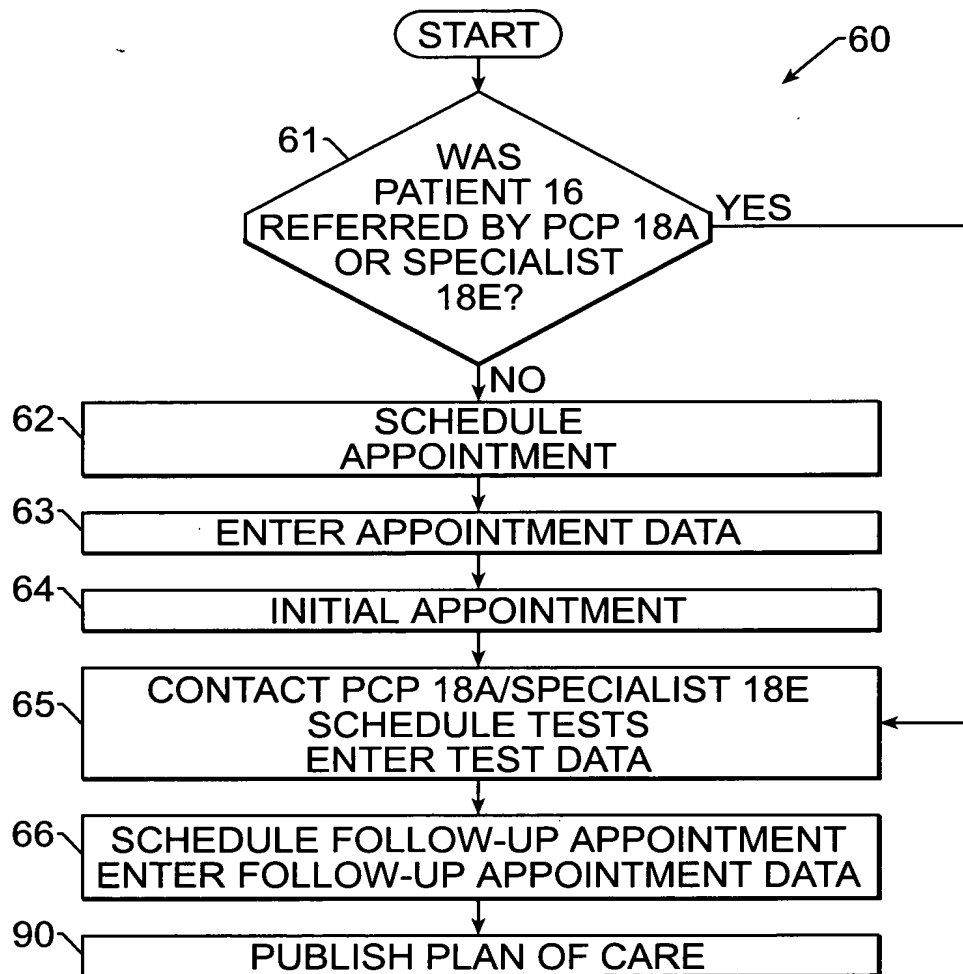 START
60
61
WAS
PATIENT 16
REFERRED BY PCP 18A
OR SPECIALIST
18E?
YES
NO
62
SCHEDULE
APPOINTMENT
63
ENTER APPOINTMENT DATA
64
INITIAL APPOINTMENT
65
CONTACT PCP 18A/SPECIALIST 18E
SCHEDULE TESTS
ENTER TEST DATA
66
SCHEDULE FOLLOW-UP APPOINTMENT
ENTER FOLLOW-UP APPOINTMENT DATA
90
PUBLISH PLAN OF CARE